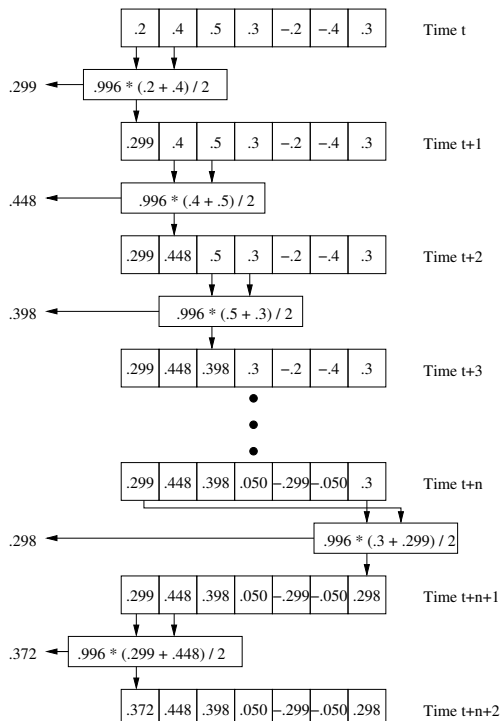 .2 .4 .5 .3 −.2 −.4 .3 Time t
.299 .996 * (.2 + .4) / 2
.299 .4 .5 .3 −.2 −.4 .3 Time t+1
.448 .996 * (.4 + .5) / 2
.299 .448 .5 .3 −.2 −.4 .3 Time t+2
.398 .996 * (.5 + .3) / 2
.299 .448 .398 .3 −.2 −.4 .3 Time t+3
.299 .448 .398 .050 −.299 −.050 .3 Time t+n
.298 .996 * (.3 + .299) / 2
.299 .448 .398 .050 −.299 −.050 .298 Time t+n+1
.372 .996 * (.299 + .448) / 2
.372 .448 .398 .050 −.299 −.050 .298 Time t+n+2